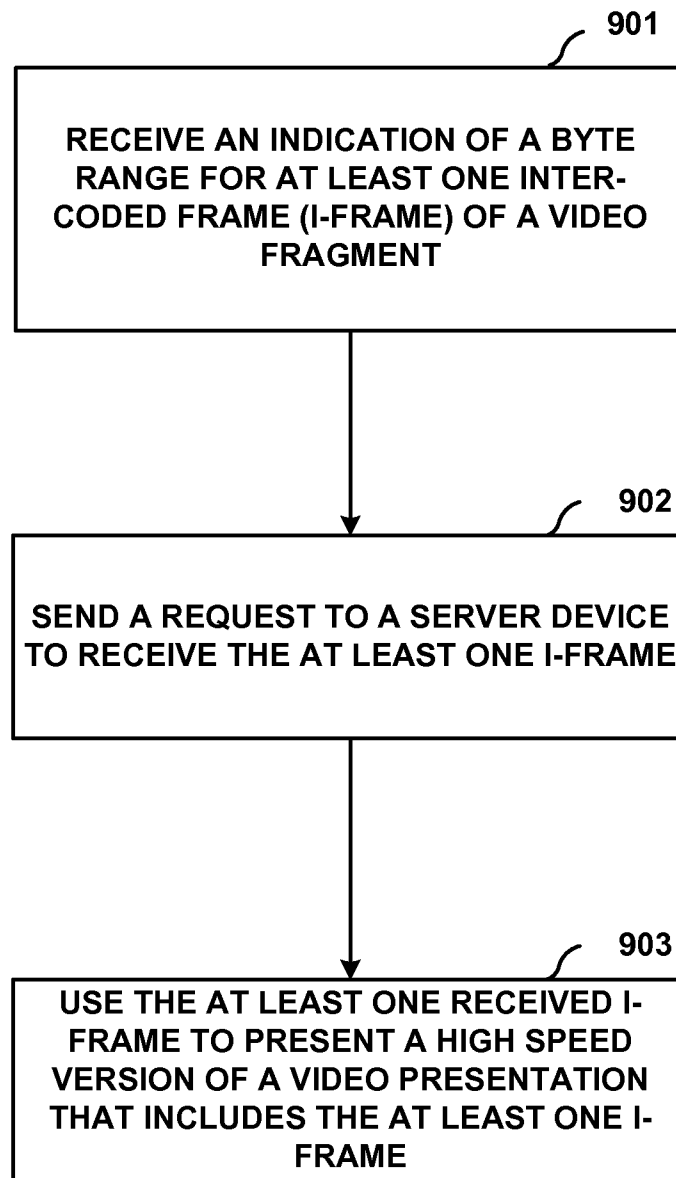 901
RECEIVE AN INDICATION OF A BYTE
RANGE FOR AT LEAST ONE INTER-
CODED FRAME (I-FRAME) OF A VIDEO
FRAGMENT
902
SEND A REQUEST TO A SERVER DEVICE
TO RECEIVE THE AT LEAST ONE I-FRAME
903
USE THE AT LEAST ONE RECEIVED I-
FRAME TO PRESENT A HIGH SPEED
VERSION OF A VIDEO PRESENTATION
THAT INCLUDES THE AT LEAST ONE I-
FRAME